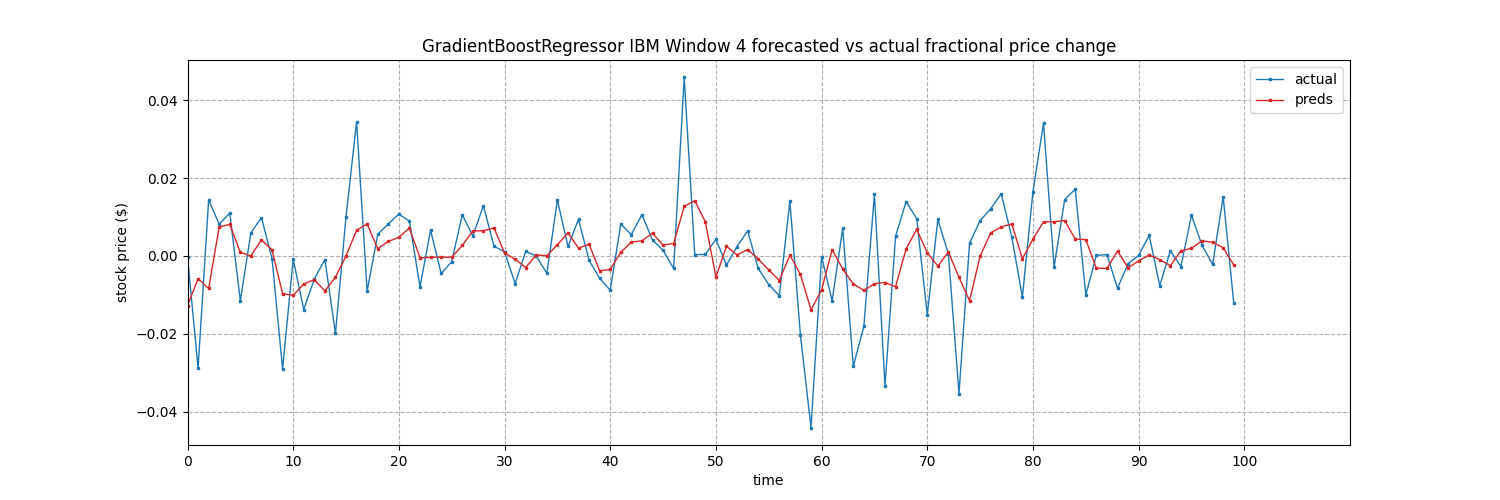 GradientBoostRegressor IBM Window 4 forecasted vs actual fractional price change
actual
preds
stock price ($)
0.04
0.02
0.00
−0.02
−0.04
0 10 20 30 40 50 60 70 80 90 100
time